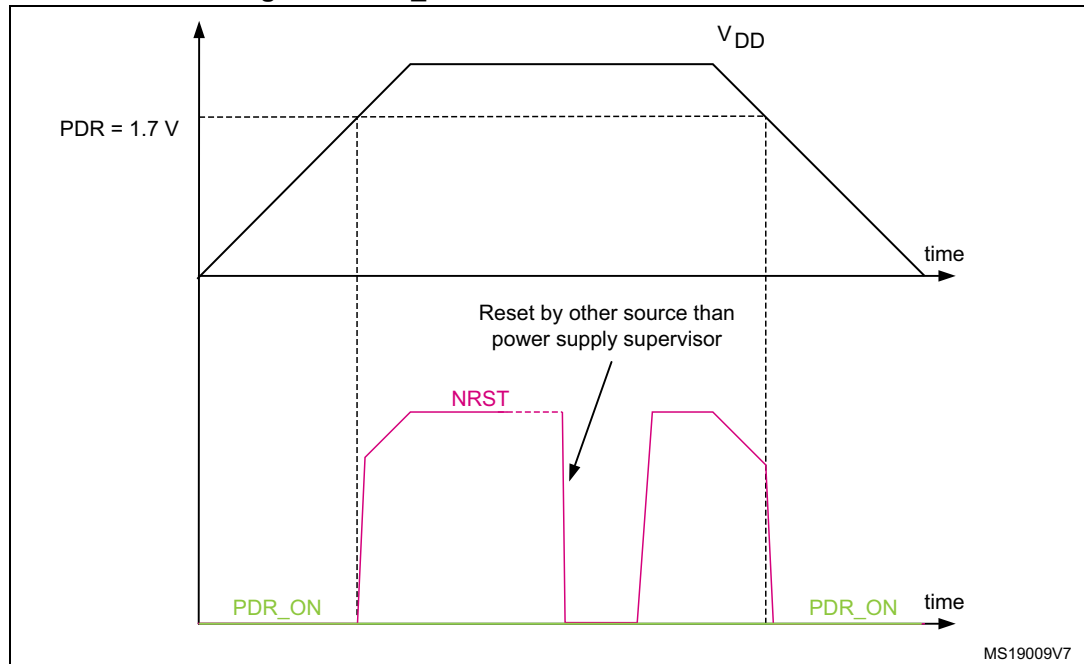 V DD
PDR = 1.7 V
time
Reset by other source than
power supply supervisor
NRST
PDR_ON
PDR_ON
time
MS19009V7